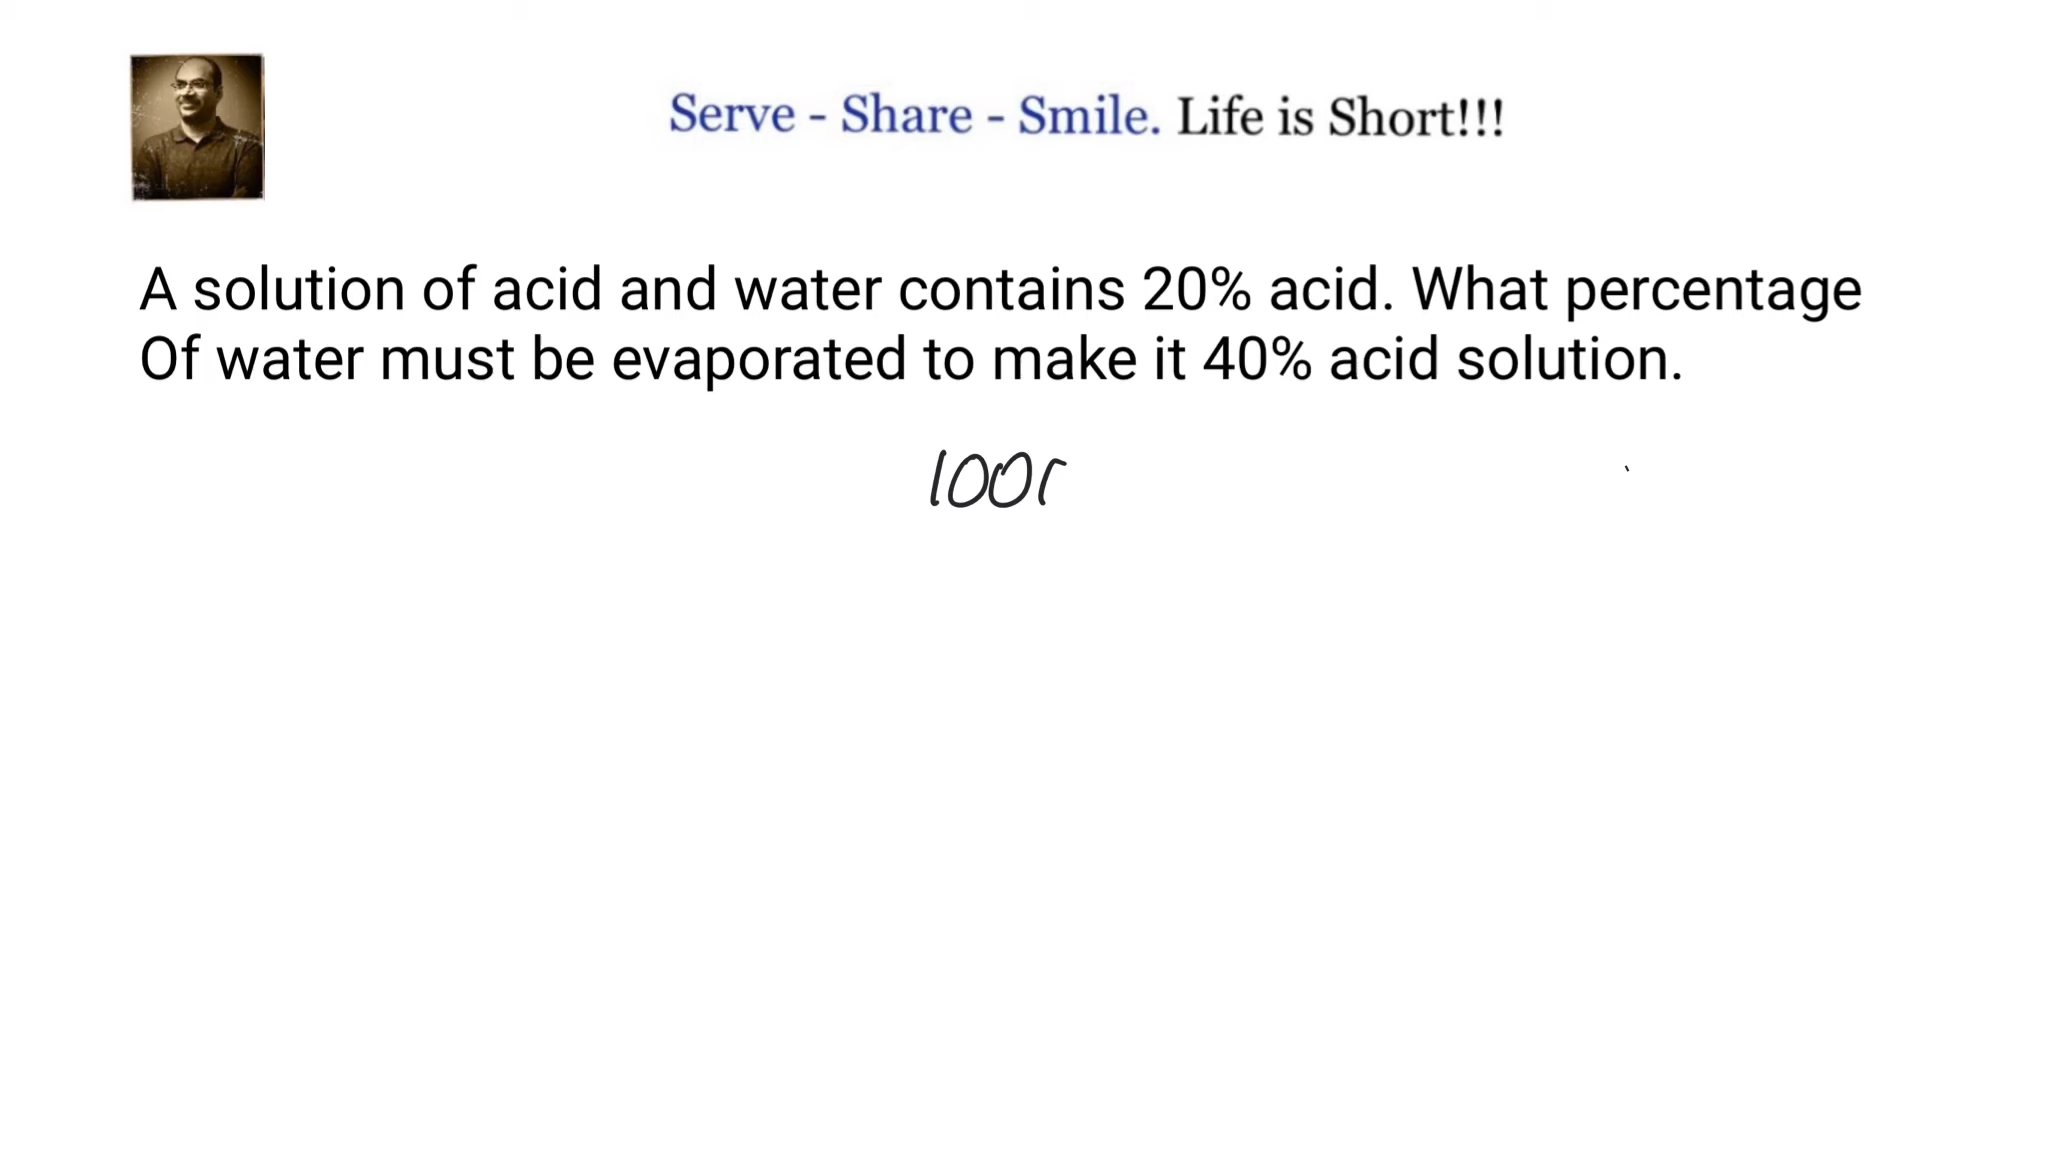 Serve - Share - Smile. Life is Short!!!
A solution of acid and water contains 20% acid. What percentage
Of water must be evaporated to make it 40% acid solution.
100